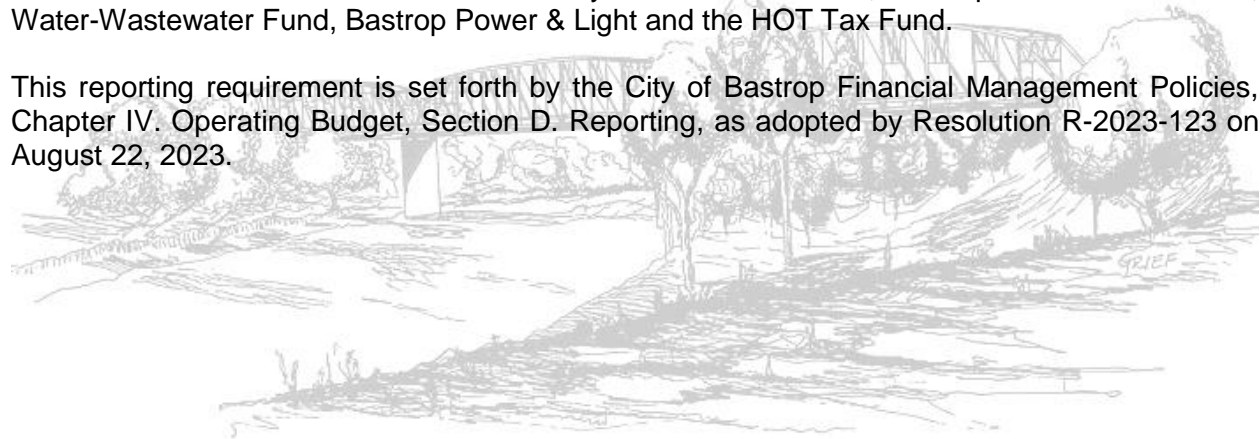 Water-Wastewater Fund, Bastrop Power & Light and the HOT Tax Fund.
This reporting requirement is set forth by the City of Bastrop Financial Management Policies,
Chapter IV. Operating Budget, Section D. Reporting, as adopted by Resolution R-2023-123 on
August 22, 2023.
GRIEF